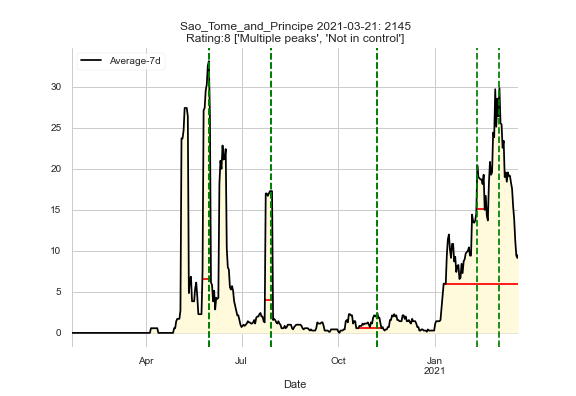 Sao_Tome_and_Principe 2021-03-21: 2145
Rating:8 ['Multiple peaks', 'Not in control']
Average-7d
30
25
20
15
10
5
0
Apr
Jul
Oct
Jan
2021
Date